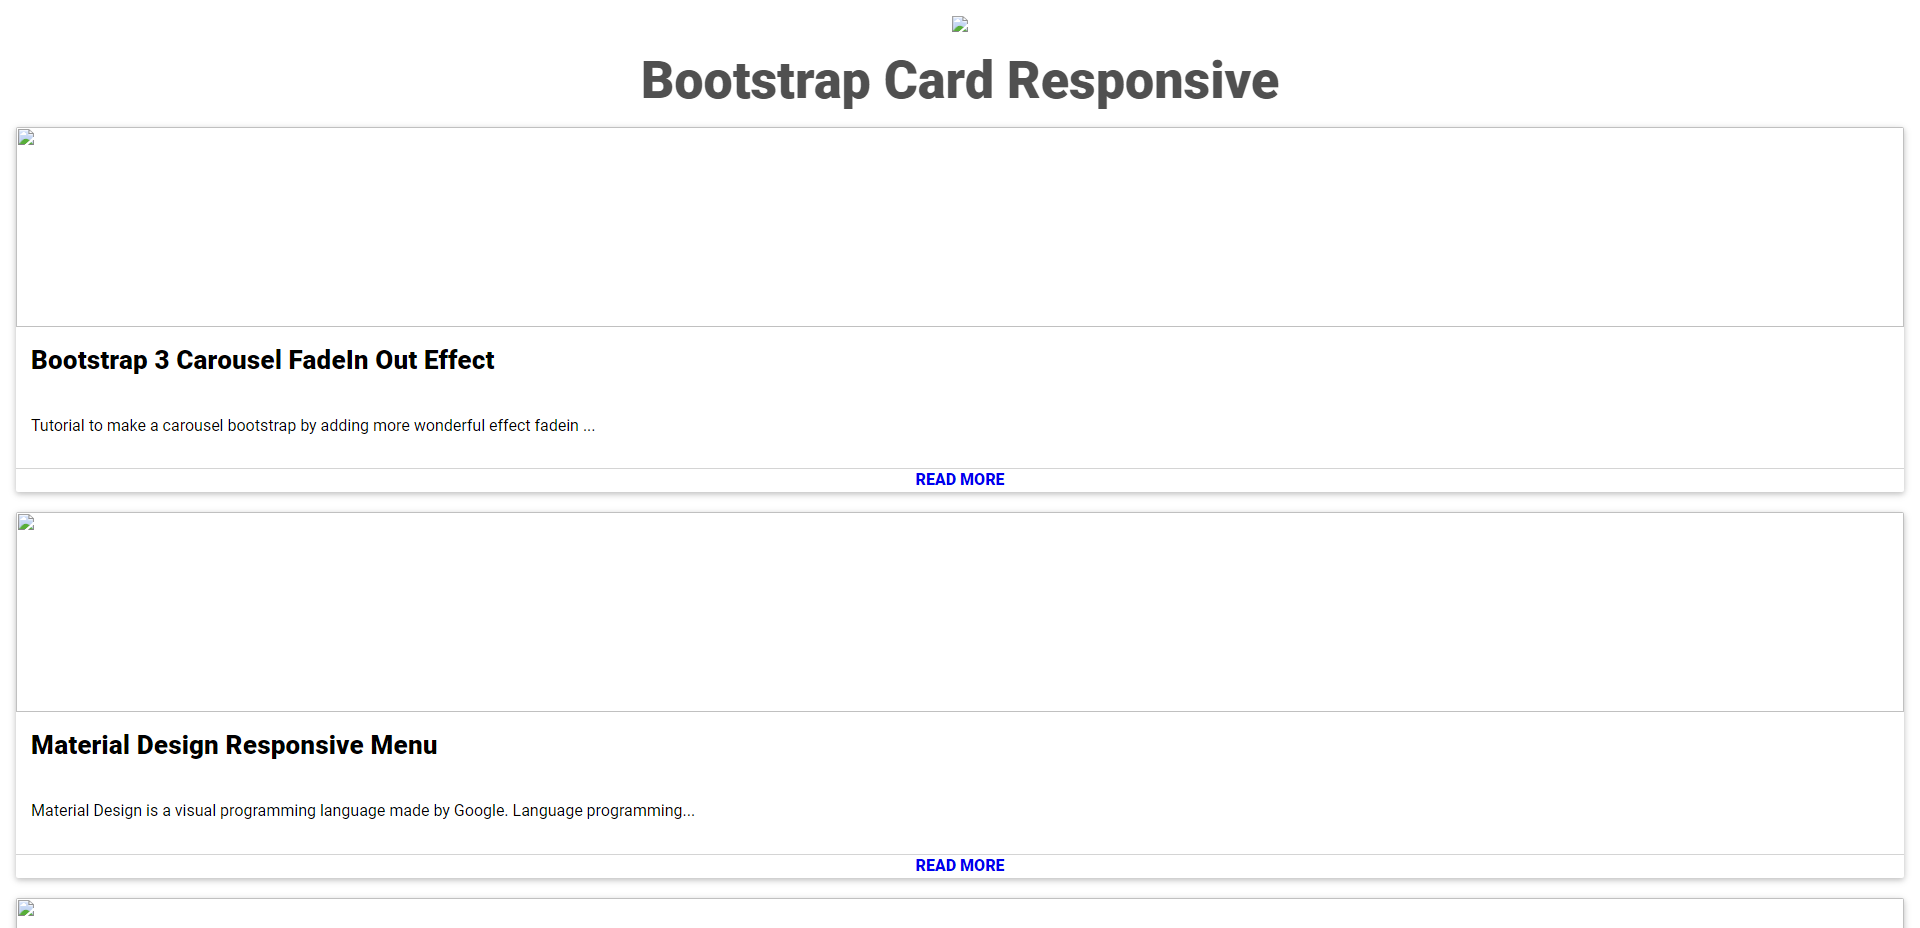 Bootstrap Card Responsive
Bootstrap 3 Carousel FadeIn Out Effect
Tutorial to make a carousel bootstrap by adding more wonderful effect fadein ...
READ MORE
Material Design Responsive Menu
Material Design is a visual programming language made by Google. Language programming...
READ MORE